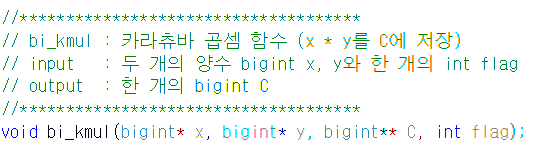 //***********************************
// bi_kmul : 카라츄바 곱셈 함수 (x * y를 C에 저장)
// input   : 두 개의 양수 bigint x, y와 한 개의 int flag
// output  : 한 개의 bigint C
//***********************************
void bi_kmul(bigint* x, bigint* y, bigint** C, int flag);